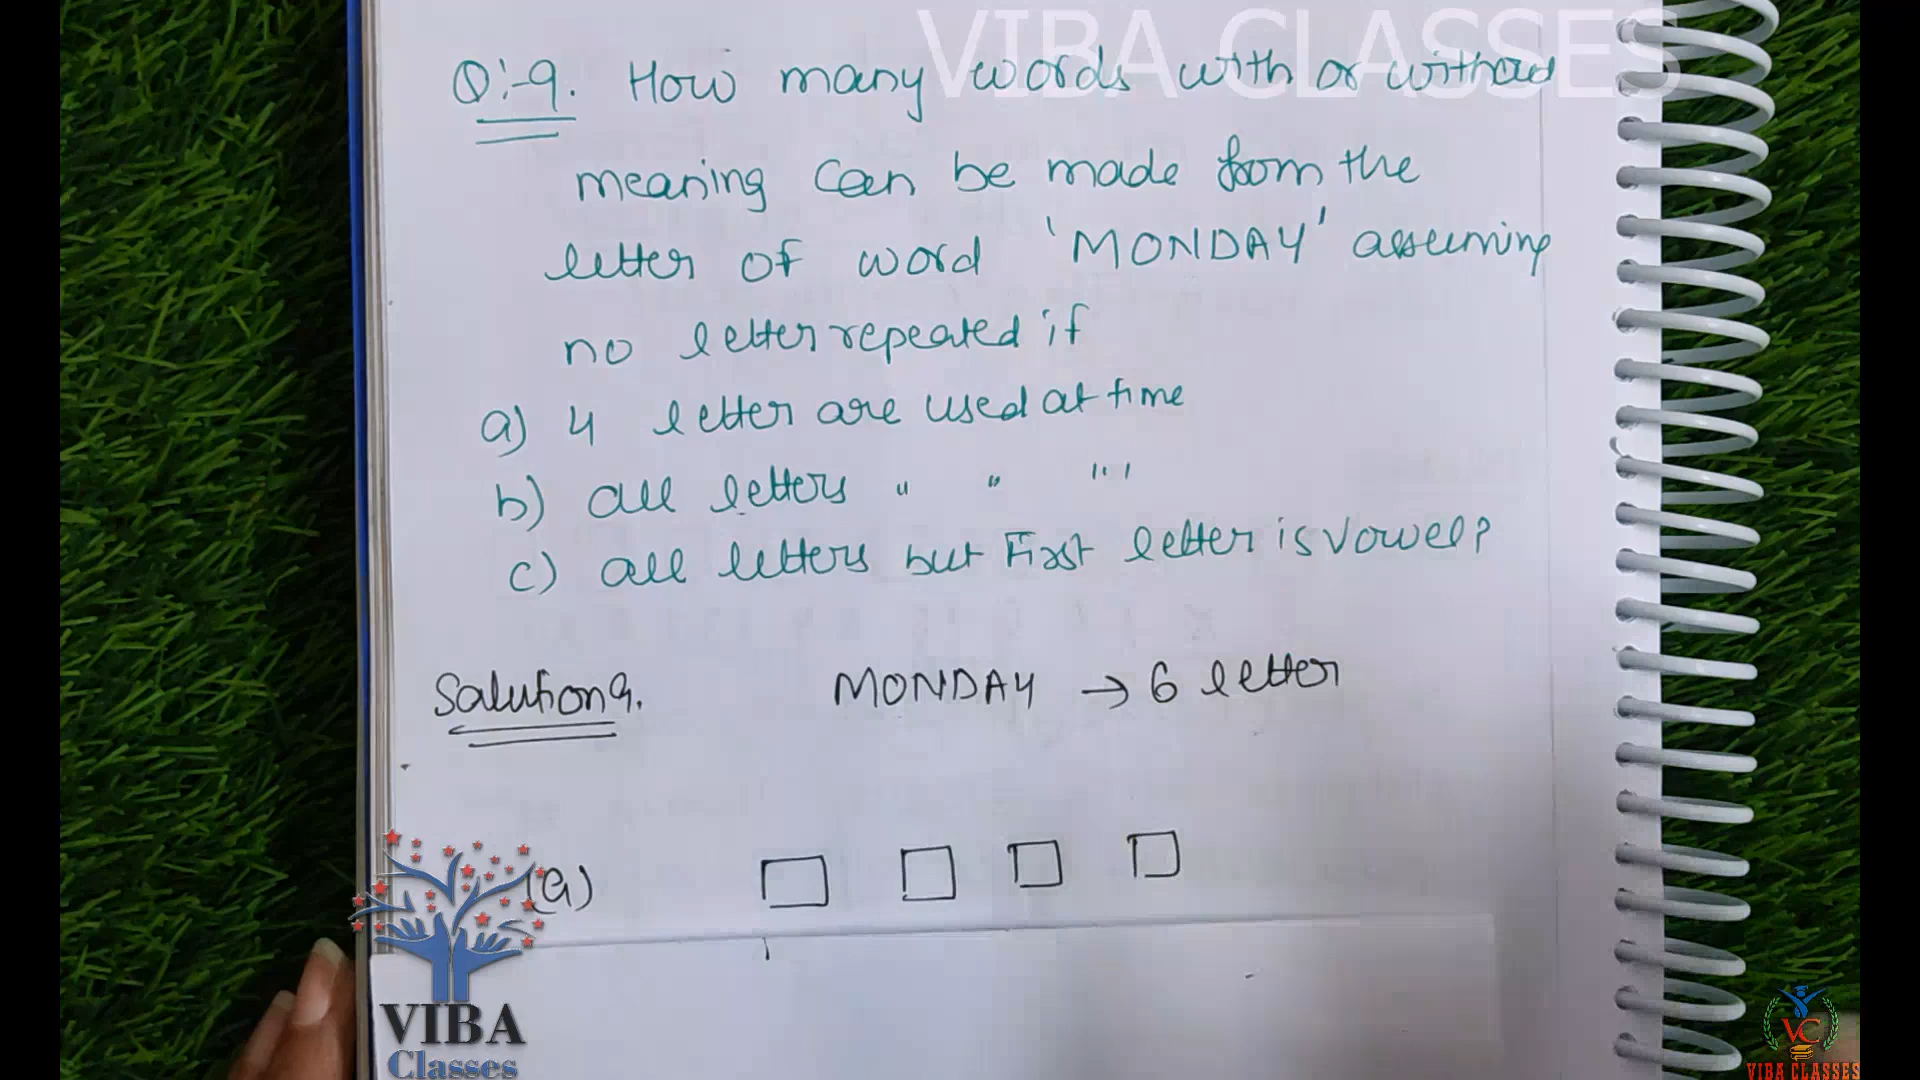 VIBA CLASSES
Q:-9. How many words with or without
meaning can be made from the
letter of word 'MONDAY' assuming
no letter repeated if
a) 4 letter are used at time
b) all letters " " "
c) all letters but First letter is vowel?
Solution 9. MONDAY → 6 letter
(a)
VIBA
Classes
VC
VIBA CLASSES